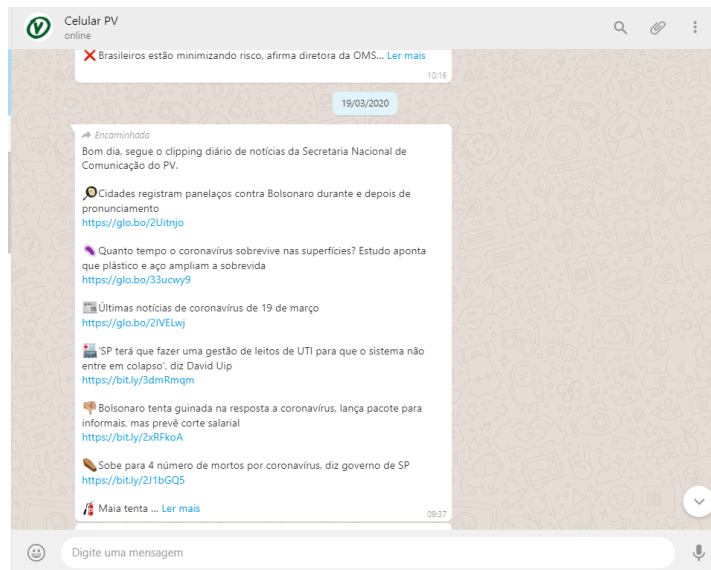 Celular PV
online
❌ Brasileiros estão minimizando risco, afirma diretora da OMS... Ler mais
10:16
19/03/2020
Encaminhada
Bom dia, segue o clipping diário de notícias da Secretaria Nacional de
Comunicação do PV.
Cidades registram panelaços contra Bolsonaro durante e depois de
pronunciamento
https://glo.bo/2Uitnjo
Quanto tempo o coronavírus sobrevive nas superfícies? Estudo aponta
que plástico e aço ampliam a sobrevida
https://glo.bo/33ucwy9
Últimas notícias de coronavírus de 19 de março
https://glo.bo/2IVELwj
'SP terá que fazer uma gestão de leitos de UTI para que o sistema não
entre em colapso', diz David Uip
https://bit.ly/3dmRmqm
Bolsonaro tenta guinada na resposta a coronavírus, lança pacote para
informais, mas prevê corte salarial
https://bit.ly/2xRFkoA
Sobe para 4 número de mortos por coronavírus, diz governo de SP
https://bit.ly/2J1bGQ5
Maia tenta ... Ler mais
09:37
Digite uma mensagem